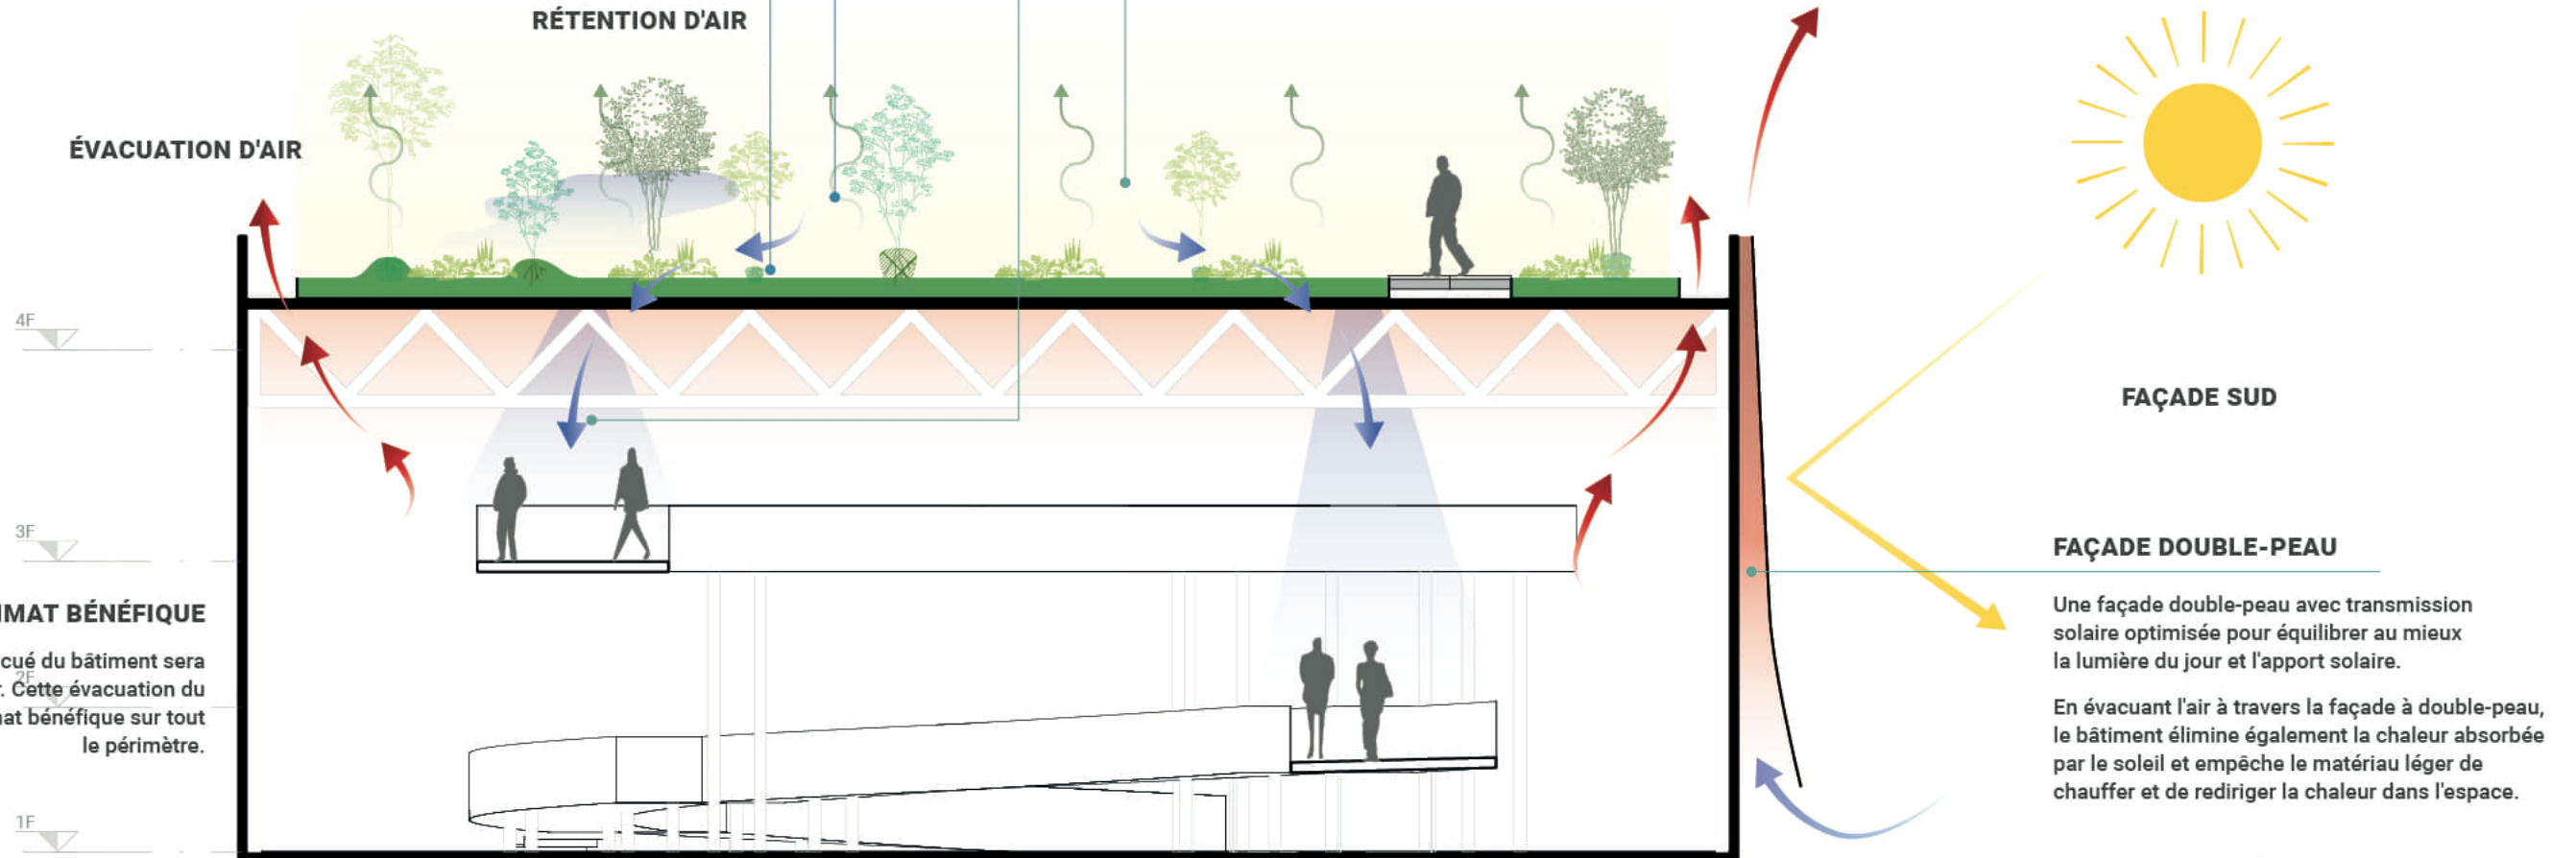 RÉTENTION D'AIR
ÉVACUATION D'AIR
4F
FAÇADE SUD
3F
FAÇADE DOUBLE-PEAU
Une façade double-peau avec transmission
solaire optimisée pour équilibrer au mieux
la lumière du jour et l'apport solaire.
En évacuant l'air à travers la façade à double-peau,
le bâtiment élimine également la chaleur absorbée
par le soleil et empêche le matériau léger de
chauffer et de rediriger la chaleur dans l'espace.
BÉNÉFIQUE
du bâtiment sera
2F
Cette évacuation du
bénéfique sur tout
le périmètre.
1F